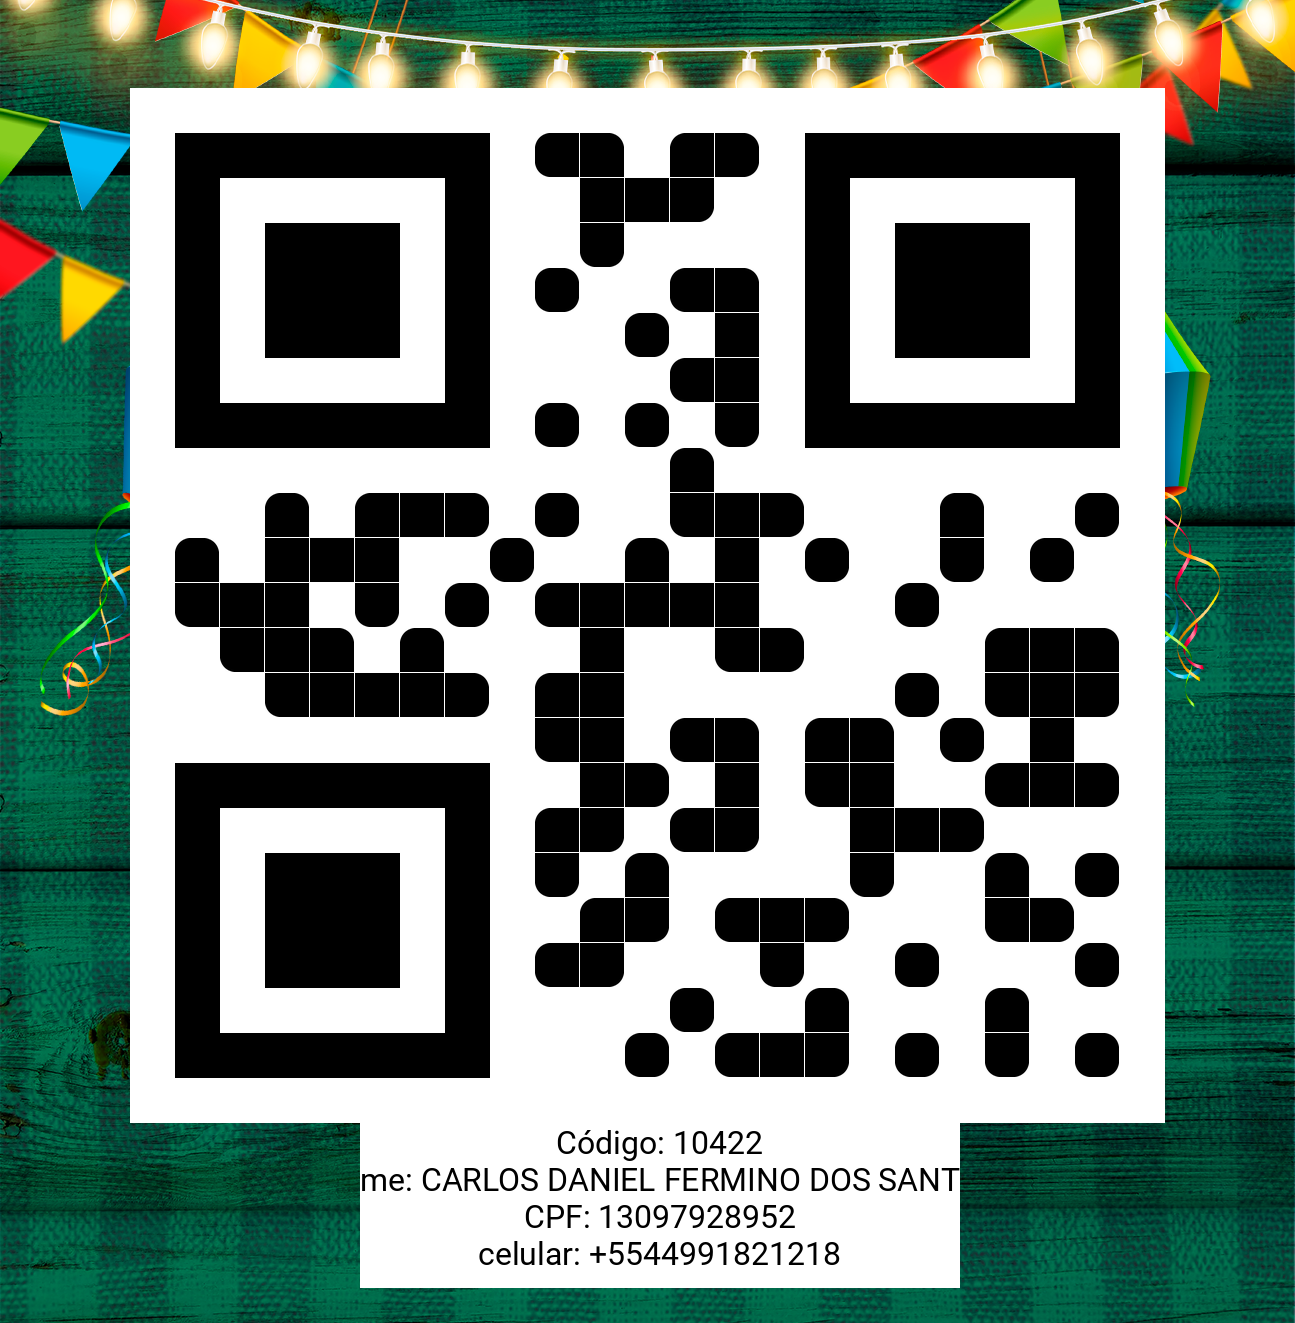 Código: 10422
me: CARLOS DANIEL FERMINO DOS SANT
CPF: 13097928952
celular: +5544991821218